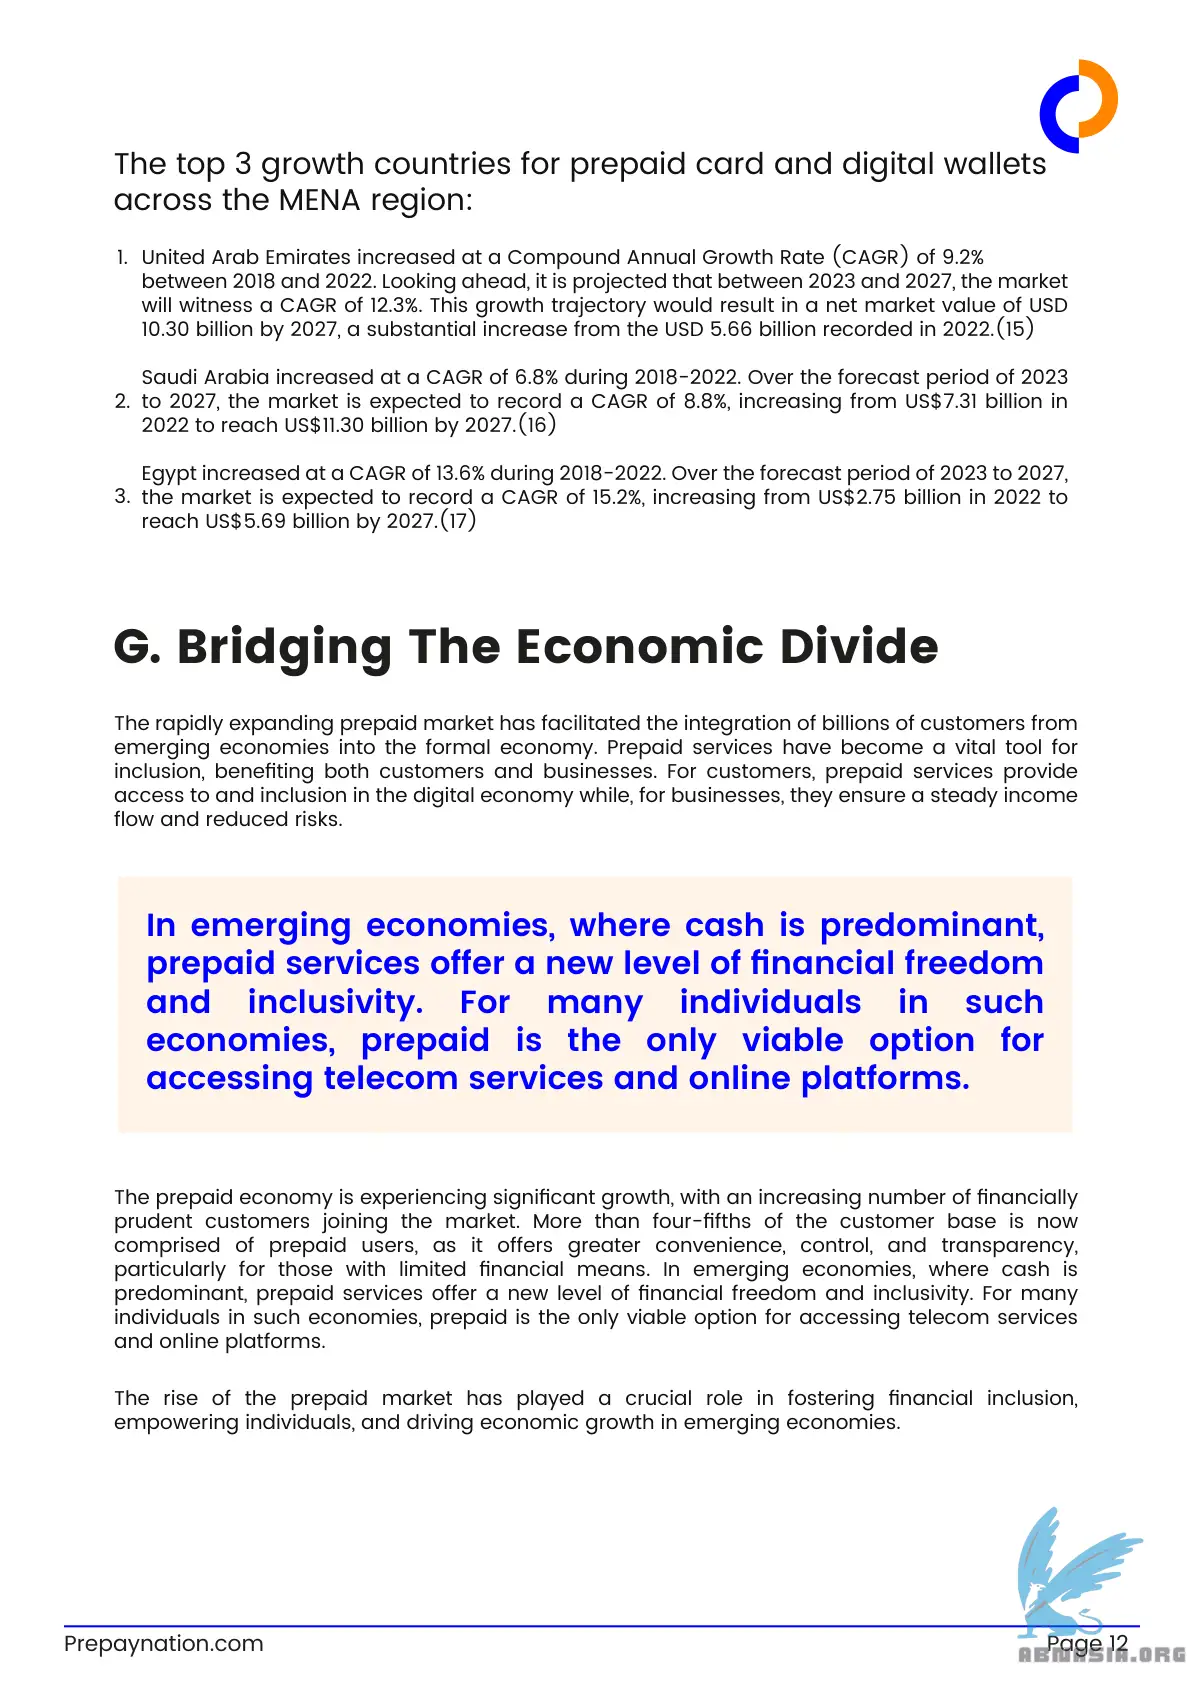 The top 3 growth countries for prepaid card and digital wallets
across the MENA region:
1. United Arab Emirates increased at a Compound Annual Growth Rate (CAGR) of 9.2%
between 2018 and 2022. Looking ahead, it is projected that between 2023 and 2027, the market
will witness a CAGR of 12.3%. This growth trajectory would result in a net market value of USD
10.30 billion by 2027, a substantial increase from the USD 5.66 billion recorded in 2022.(15)
Saudi Arabia increased at a CAGR of 6.8% during 2018-2022. Over the forecast period of 2023
2. to 2027, the market is expected to record a CAGR of 8.8%, increasing from US$7.31 billion in
2022 to reach US$11.30 billion by 2027.(16)
Egypt increased at a CAGR of 13.6% during 2018-2022. Over the forecast period of 2023 to 2027,
3. the market is expected to record a CAGR of 15.2%, increasing from US$2.75 billion in 2022 to
reach US$5.69 billion by 2027.(17)
G. Bridging The Economic Divide
The rapidly expanding prepaid market has facilitated the integration of billions of customers from
emerging economies into the formal economy. Prepaid services have become a vital tool for
inclusion, benefiting both customers and businesses. For customers, prepaid services provide
access to and inclusion in the digital economy while, for businesses, they ensure a steady income
flow and reduced risks.
In emerging economies, where cash is predominant,
prepaid services offer a new level of financial freedom
and inclusivity. For many individuals in such
economies, prepaid is the only viable option for
accessing telecom services and online platforms.
The prepaid economy is experiencing significant growth, with an increasing number of financially
prudent customers joining the market. More than four-fifths of the customer base is now
comprised of prepaid users, as it offers greater convenience, control, and transparency,
particularly for those with limited financial means. In emerging economies, where cash is
predominant, prepaid services offer a new level of financial freedom and inclusivity. For many
individuals in such economies, prepaid is the only viable option for accessing telecom services
and online platforms.
The rise of the prepaid market has played a crucial role in fostering financial inclusion,
empowering individuals, and driving economic growth in emerging economies.
Prepaynation.com
Page 12
ABMASIA.ORG